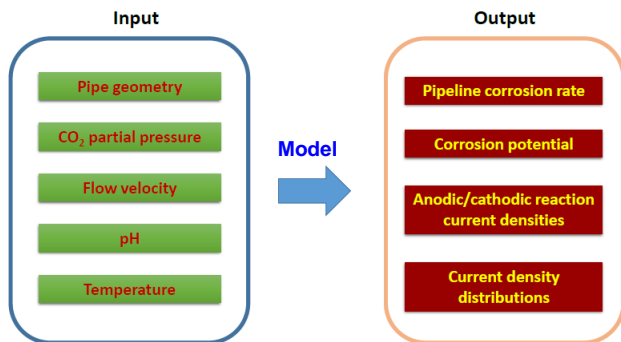 Input
Pipe geometry
CO₂ partial pressure
Flow velocity
pH
Temperature
Model
Output
Pipeline corrosion rate
Corrosion potential
Anodic/cathodic reaction
current densities
Current density
distributions